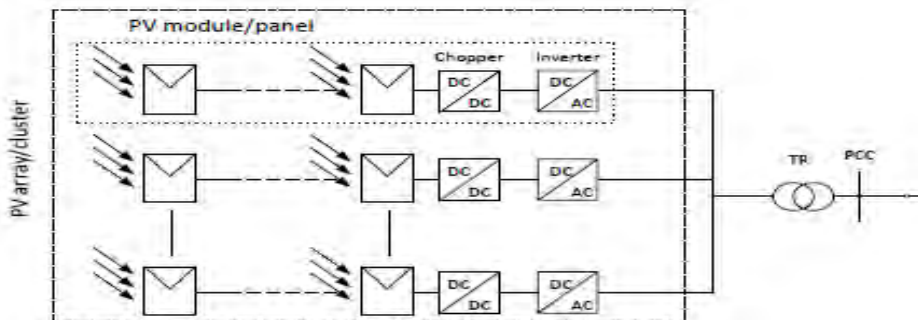 PV module/panel
Chopper Inverter
DC DC
DC AC
PV array/cluster
DC DC
DC AC
TR PCC
DC DC
DC AC